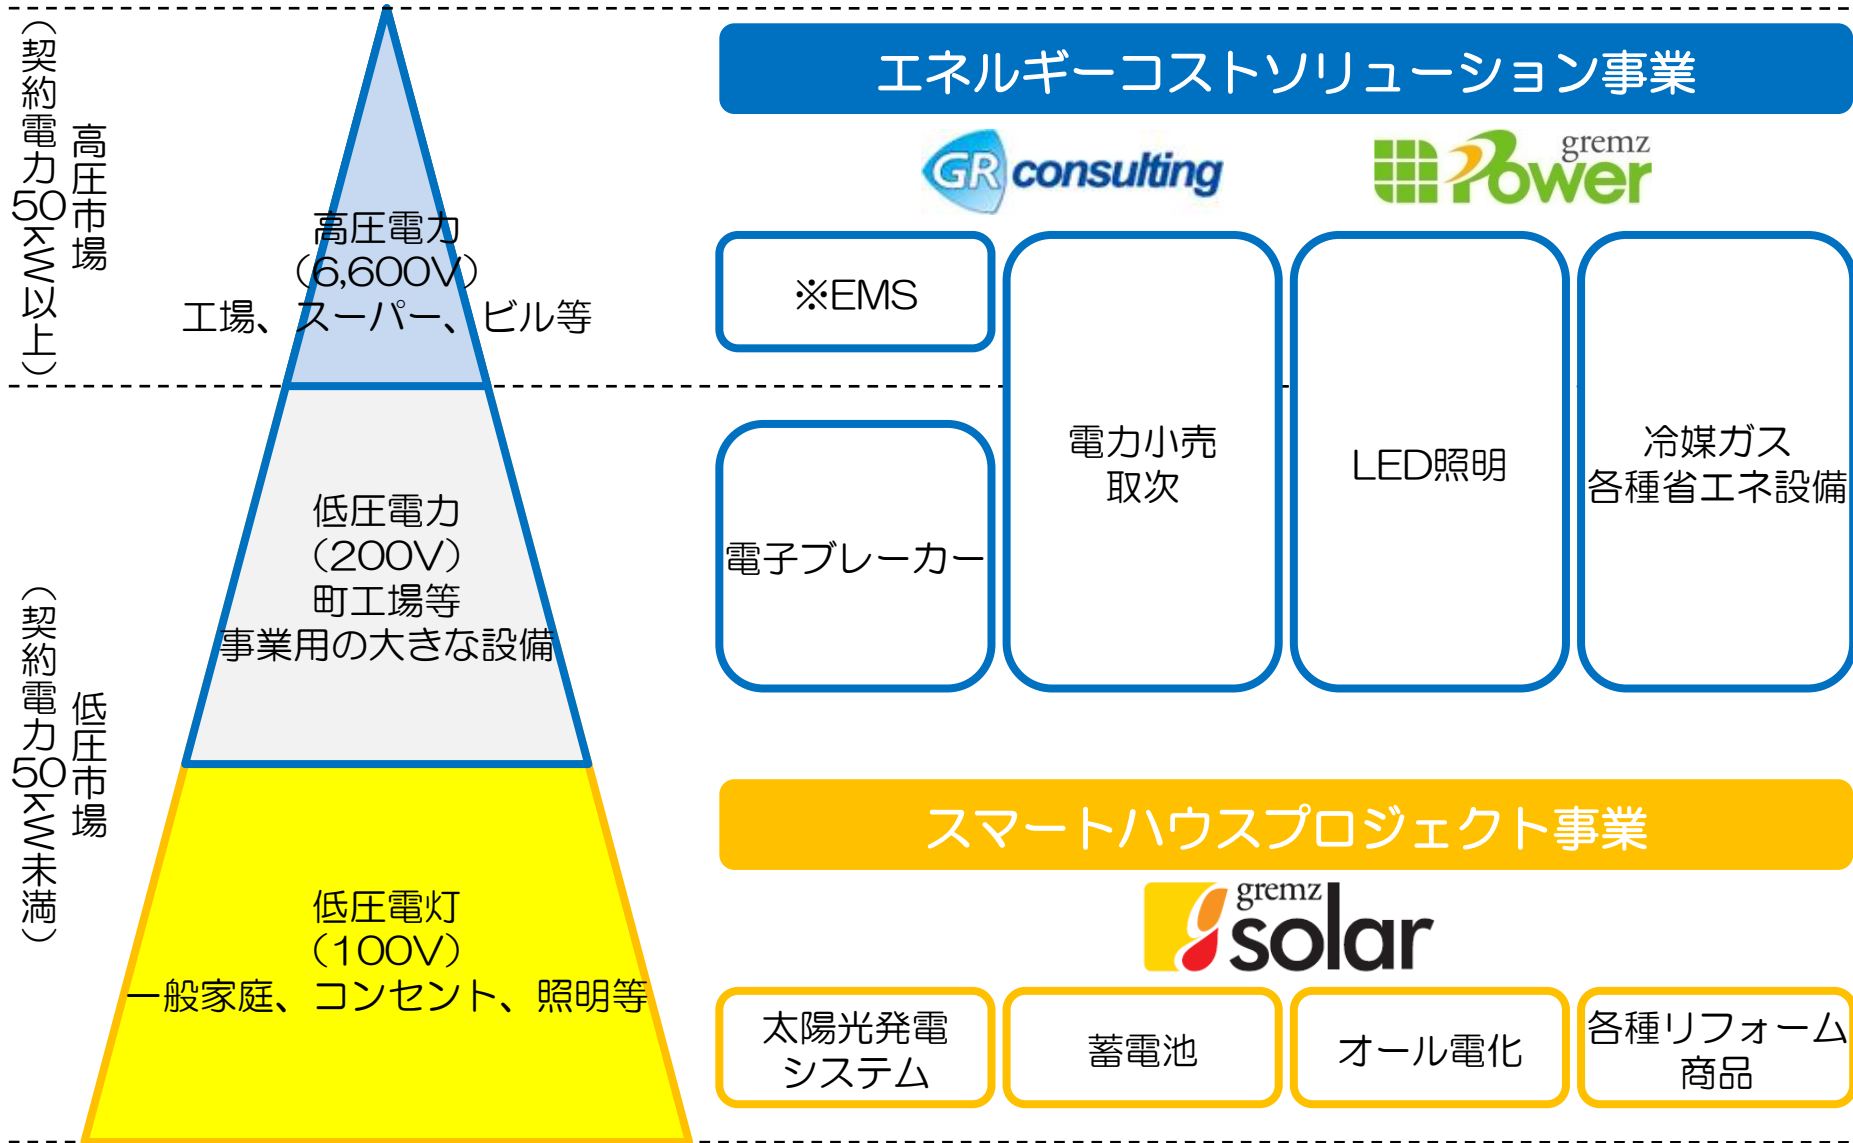 高圧市場
（契約電力50kW以上）
高圧電力
（6,600V）
工場、スーパー、ビル等
低圧市場
（契約電力50kW未満）
低圧電力
（200V）
町工場等
事業用の大きな設備
低圧電灯
（100V）
一般家庭、コンセント、照明等
エネルギーコストソリューション事業
GR consulting
gremz
Power
※EMS
電子ブレーカー
電力小売
取次
LED照明
冷媒ガス
各種省エネ設備
スマートハウスプロジェクト事業
gremz
solar
太陽光発電
システム
蓄電池
オール電化
各種リフォーム
商品